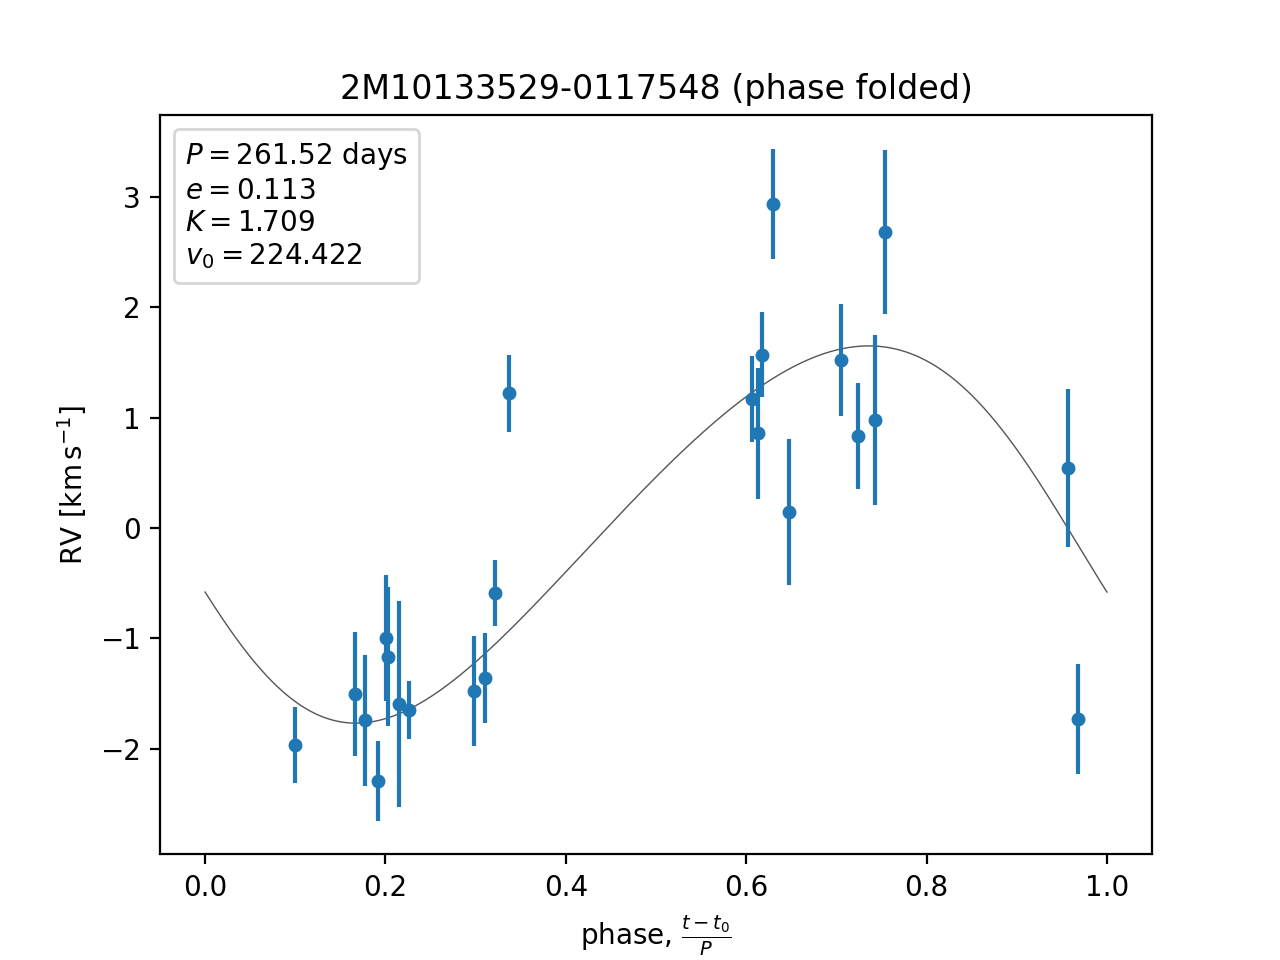 2M10133529-0117548 (phase folded)
P = 261.52 days
e = 0.113
K = 1.709
v₀ = 224.422
3
2
1
0
−1
−2
RV [km s⁻¹]
0.0 0.2 0.4 0.6 0.8 1.0
phase, (t − t₀)/P